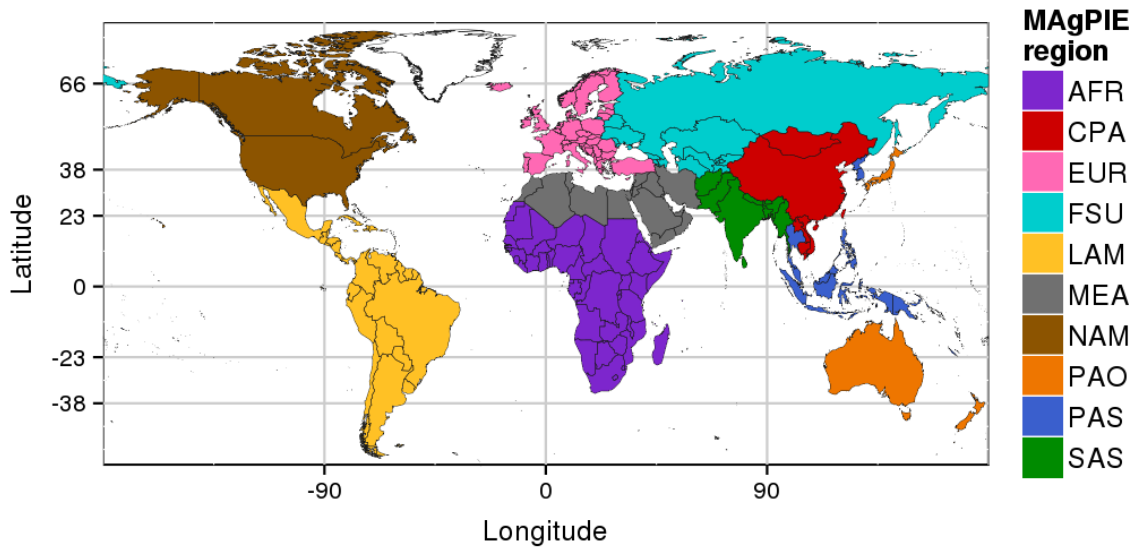 MAgPIE
region
AFR
CPA
EUR
FSU
LAM
MEA
NAM
PAO
PAS
SAS
Latitude
66
38
23
0
-23
-38
-90
0
90
Longitude